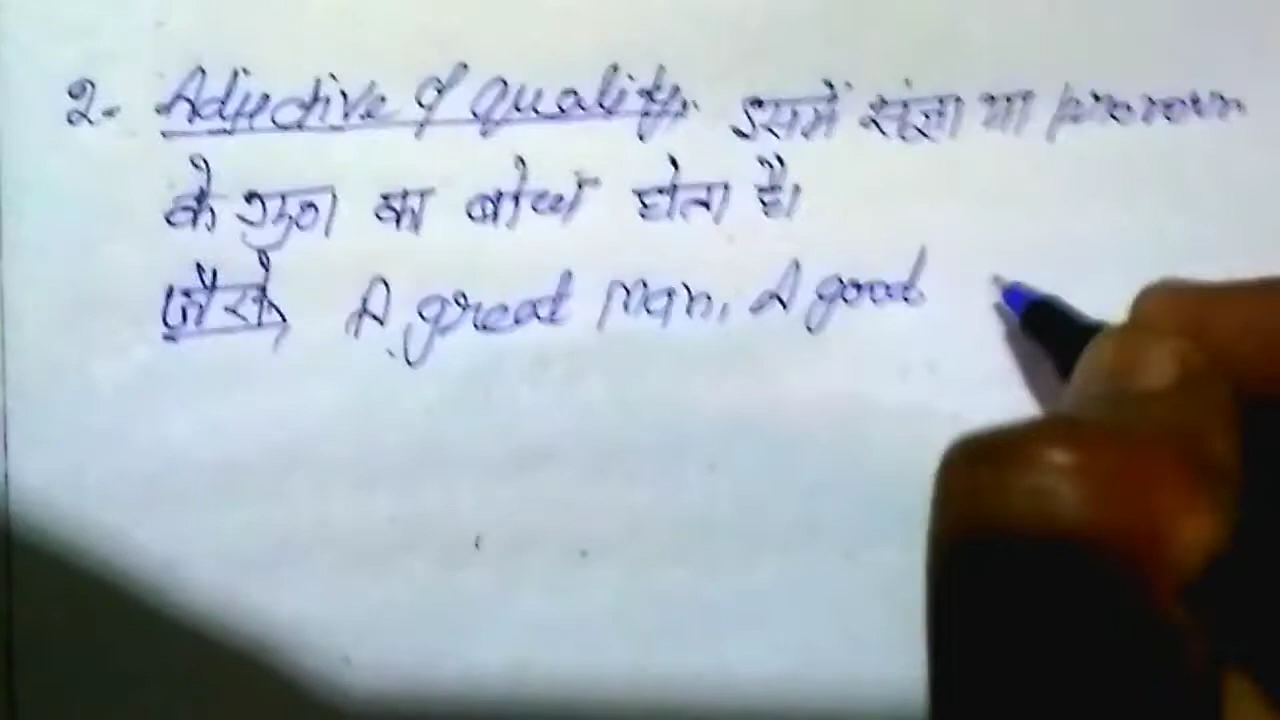 2. Adjective of quality. इसमें संज्ञा या pronoun
के गुण का बोध होता है।
जैसे, A great man, A good